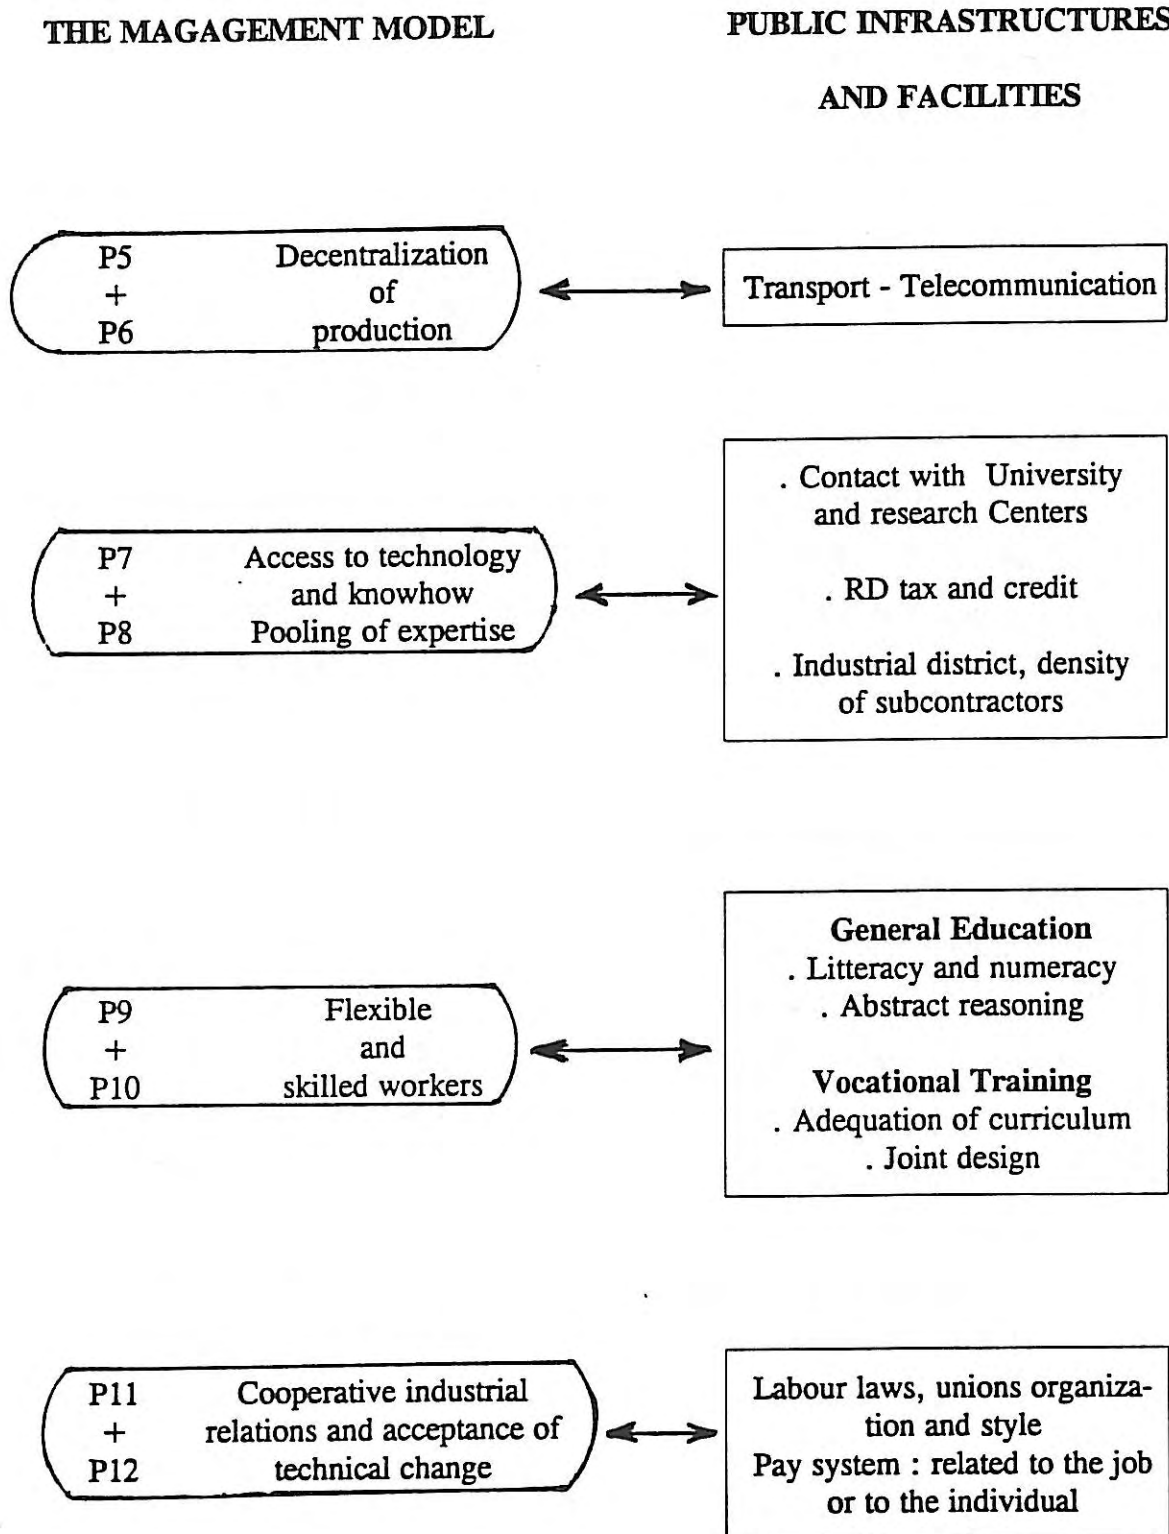 THE MAGAGEMENT MODEL
PUBLIC INFRASTRUCTURES
AND FACILITIES
P5 Decentralization
+ of
P6 production
Transport - Telecommunication
P7 Access to technology
+ and knowhow
P8 Pooling of expertise
. Contact with University
and research Centers
. RD tax and credit
. Industrial district, density
of subcontractors
P9 Flexible
+ and
P10 skilled workers
General Education
. Litteracy and numeracy
. Abstract reasoning
Vocational Training
. Adequation of curriculum
. Joint design
P11 Cooperative industrial
+ relations and acceptance of
P12 technical change
Labour laws, unions organiza-
tion and style
Pay system : related to the job
or to the individual